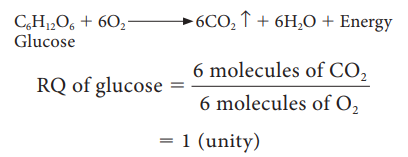 C₆H₁₂O₆ + 6O₂ ⟶ 6CO₂ ↑ + 6H₂O + Energy
Glucose
RQ of glucose = 6 molecules of CO₂ / 6 molecules of O₂
= 1 (unity)